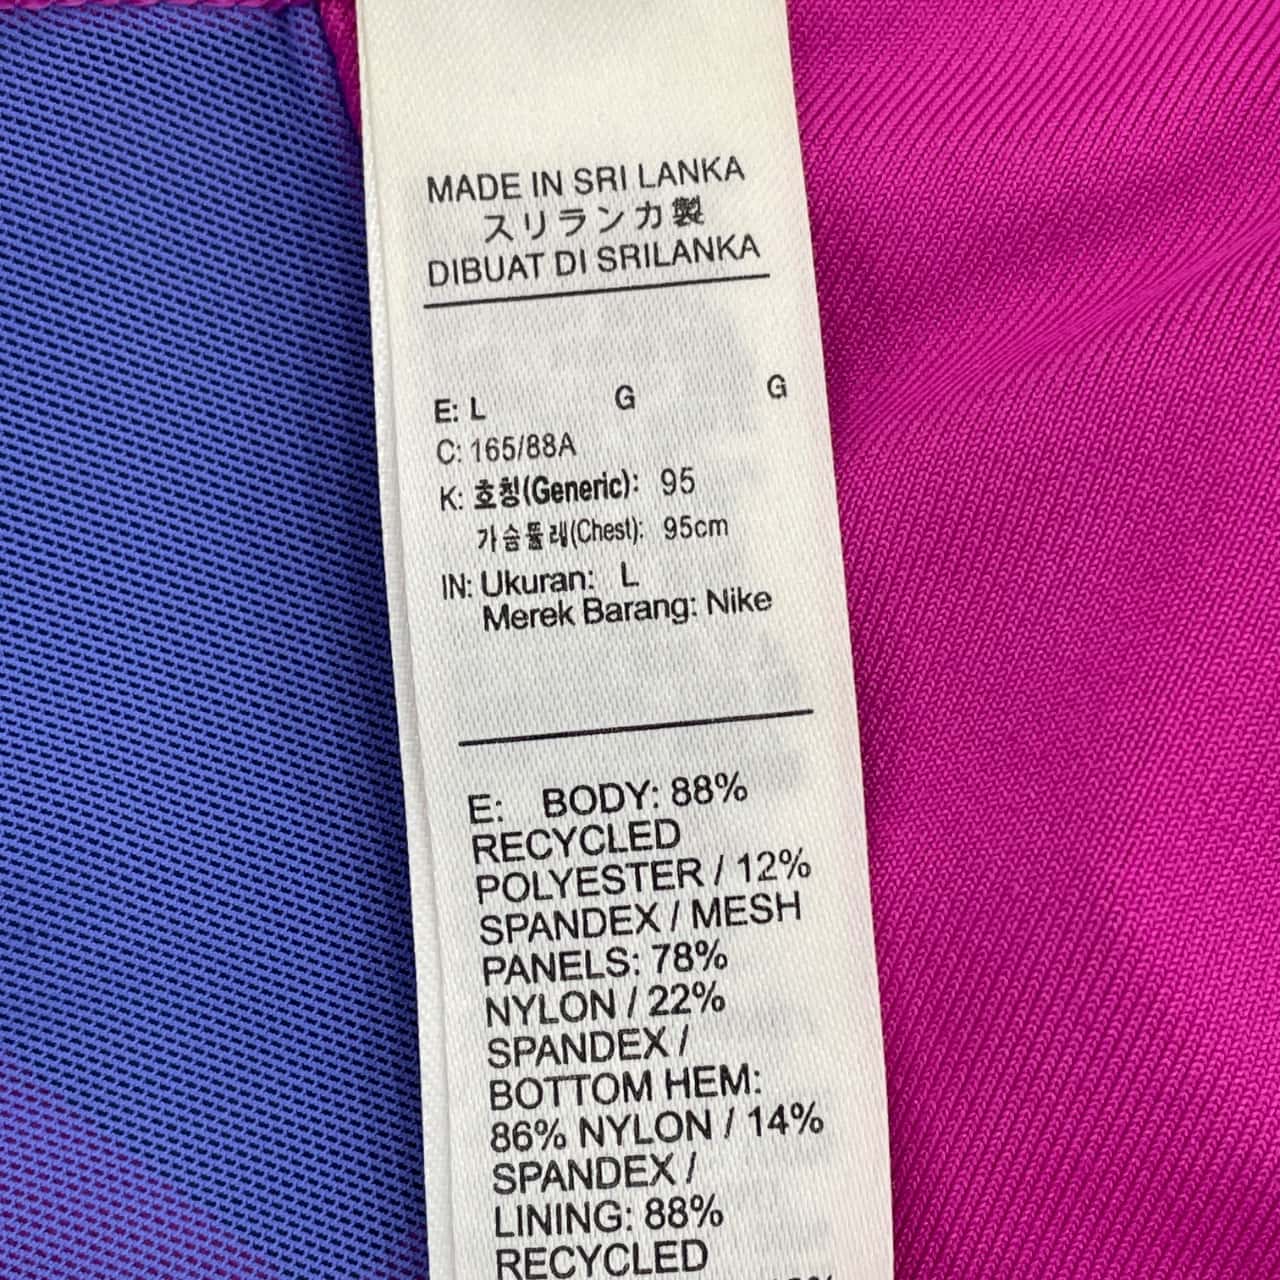 MADE IN SRI LANKA
スリランカ製
DIBUAT DI SRILANKA
E: L G G
C: 165/88A
K: 호칭(Generic): 95
가슴둘레(Chest): 95cm
IN: Ukuran: L
Merek Barang: Nike
E: BODY: 88%
RECYCLED
POLYESTER / 12%
SPANDEX / MESH
PANELS: 78%
NYLON / 22%
SPANDEX /
BOTTOM HEM:
86% NYLON / 14%
SPANDEX /
LINING: 88%
RECYCLED